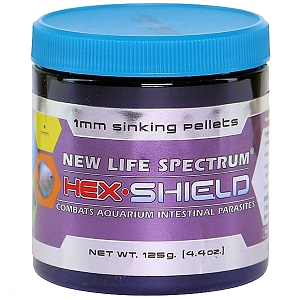 1mm sinking pellets
NEW LIFE SPECTRUM®
HEX•SHIELD
COMBATS AQUARIUM INTESTINAL PARASITES
NET WT. 125g. (4.4oz.)